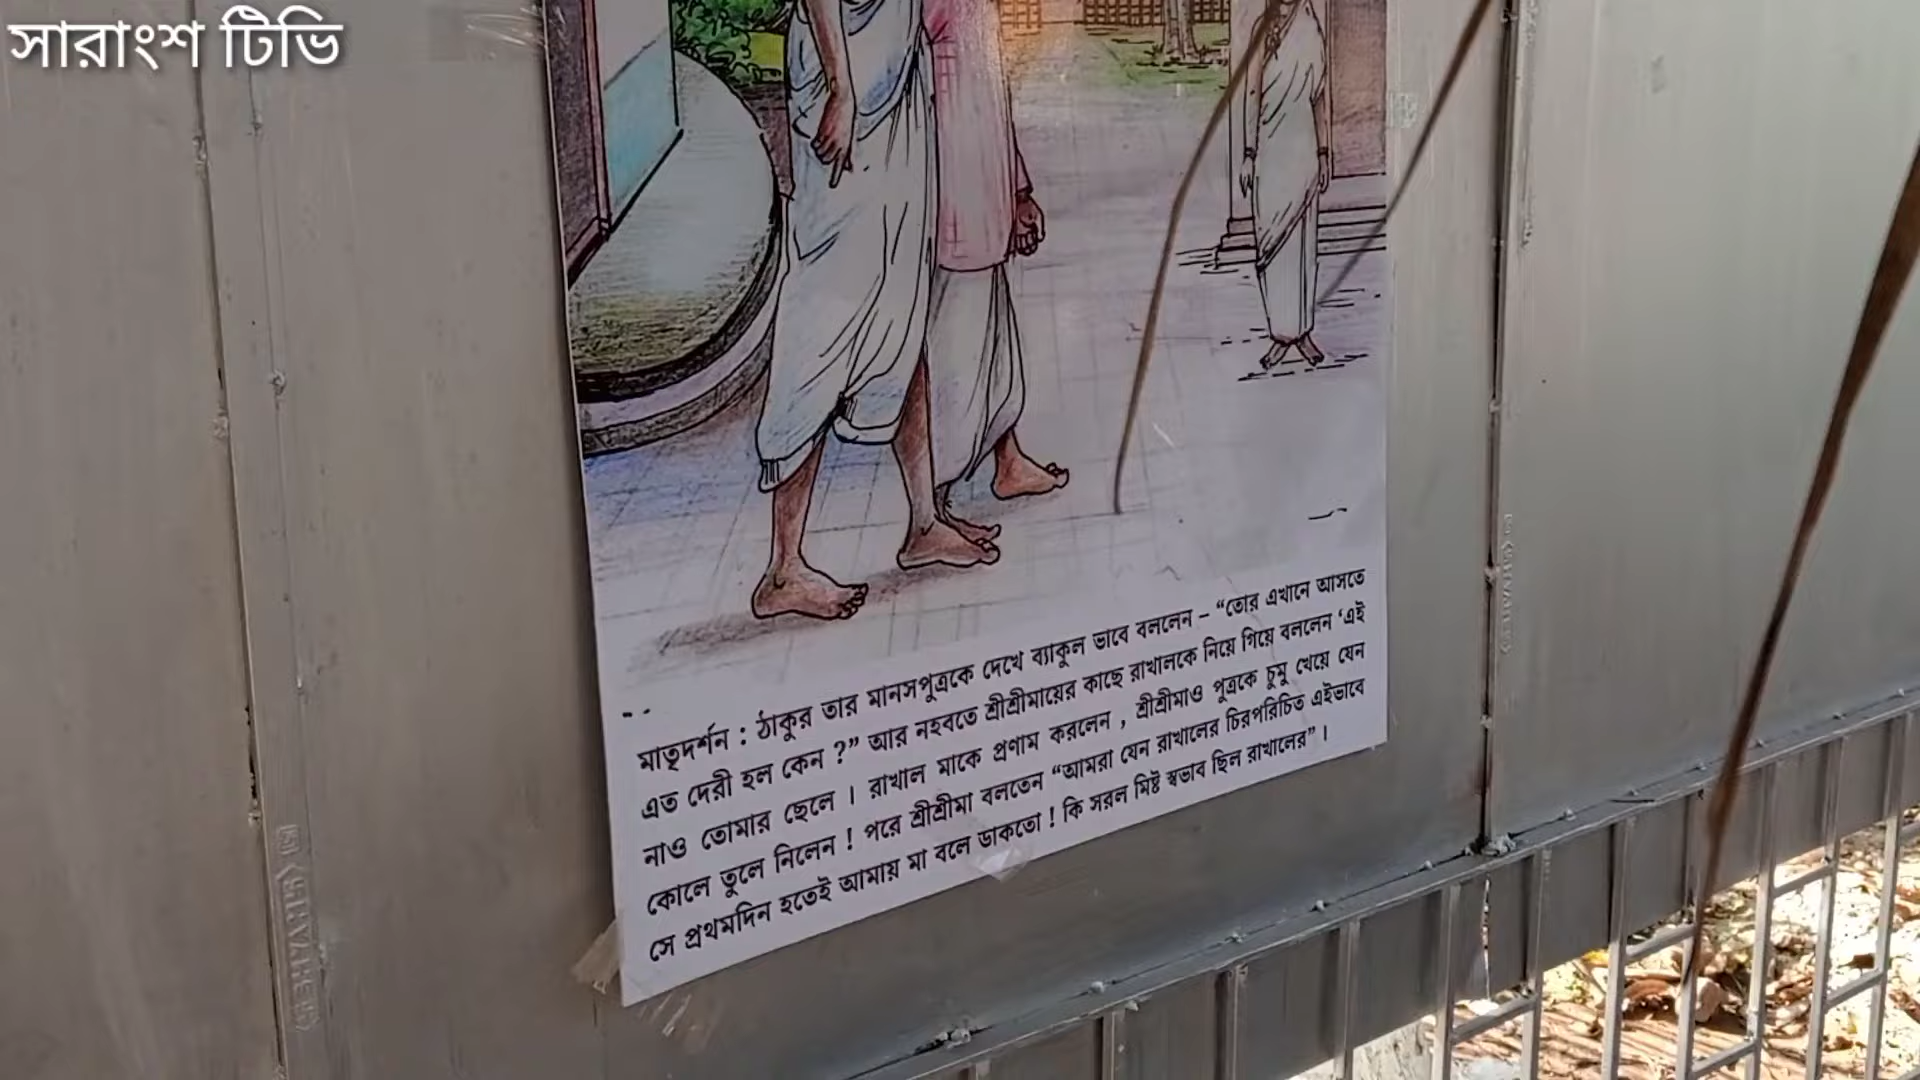 সারাংশ টিভি
মাতৃদর্শন : ঠাকুর তার মানসপুত্রকে দেখে ব্যাকুল ভাবে বললেন – “তোর এখানে আসতে
এত দেরী হল কেন ?” আর নহবতে শ্রীশ্রীমায়ের কাছে রাখালকে নিয়ে গিয়ে বললেন ‘এই
নাও তোমার ছেলে । রাখাল মাকে প্রণাম করলেন , শ্রীশ্রীমাও পুত্রকে চুমু খেয়ে যেন
কোলে তুলে নিলেন ! পরে শ্রীশ্রীমা বলতেন “আমরা যেন রাখালের চিরপরিচিত এইভাবে
সে প্রথমদিন হতেই আমায় মা বলে ডাকতো ! কি সরল মিষ্ট স্বভাব ছিল রাখালের” ।